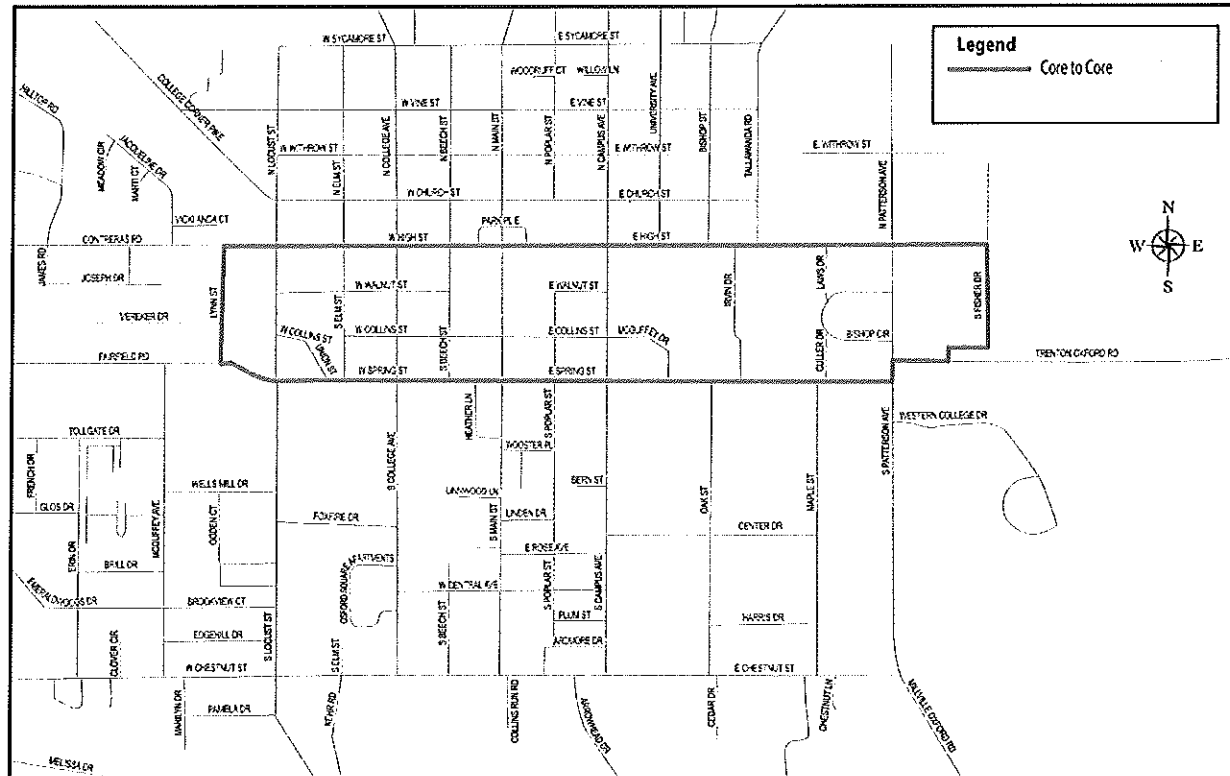 Legend
Core to Core
N
W E
S
W SYCAMORE ST
E SYCAMORE ST
WOODRUFF CT
WILLOW LN
COLLEGE CORNER PIKE
HILLTOP RD
W VINE ST
E VINE ST
UNIVERSITY AVE
BISHOP ST
TALLAWANDA RD
MEADOW CIR
JACQUELINE DR
MARTI CT
N LOCUST ST
N ELM ST
N COLLEGE AVE
N BEECH ST
N MAIN ST
N POPLAR ST
N CAMPUS AVE
W WITHROW ST
E WITHROW ST
E WITHROW ST
N PATTERSON AVE
W CHURCH ST
E CHURCH ST
VICKI ANCA CT
PARK PL E
CONTRERAS RD
W HIGH ST
E HIGH ST
JAMES RD
JOSEPH DR
LYNN ST
W WALNUT ST
E WALNUT ST
IRVIN DR
LAWS DR
S FISHER DR
VEREKER DR
S ELM ST
W COLLINS ST
W COLLINS ST
E COLLINS ST
MCGUFFEY DR
S BEECH ST
UNION ST
CULLER DR
BISHOP CIR
FAIRFIELD RD
TRENTON OXFORD RD
W SPRING ST
E SPRING ST
HEATHER LN
S POPLAR ST
S PATTERSON AVE
WESTERN COLLEGE DR
TOLLGATE DR
S COLLEGE AVE
WOOSTER PL
FRENCH DR
WELLS MILL DR
BERN ST
LINWOOD LN
OAK ST
MAPLE ST
GLOS DR
MCGUFFEY AVE
OGDEN CT
FOXFIRE DR
S MAIN ST
LINDEN DR
CENTER DR
ERIN DR
E ROSE AVE
OXFORD SQUARE APARTMENTS
BRILL DR
W CENTRAL AVE
S POPLAR ST
S CAMPUS AVE
BROOKVIEW CT
PLUM ST
HARRIS DR
CLOVER DR
EDGEHILL DR
S LOCUST ST
S ELM ST
S BEECH ST
ARDMORE DR
W CHESTNUT ST
E CHESTNUT ST
MARILYN DR
PAMELA DR
KEHR RD
COLLINS RUN RD
ARROWHEAD DR
CEDAR DR
CHESTNUT LN
MILLVILLE OXFORD RD
MELISSA DR